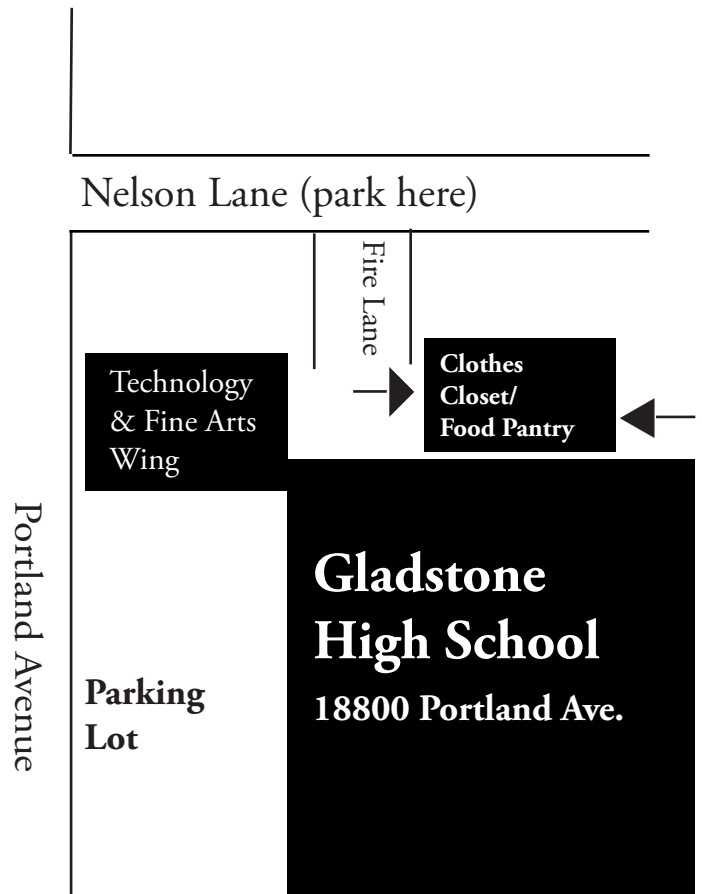 Nelson Lane (park here)
Fire Lane
Clothes
Closet/
Food Pantry
Technology
& Fine Arts
Wing
Portland Avenue
Gladstone
High School
18800 Portland Ave.
Parking
Lot